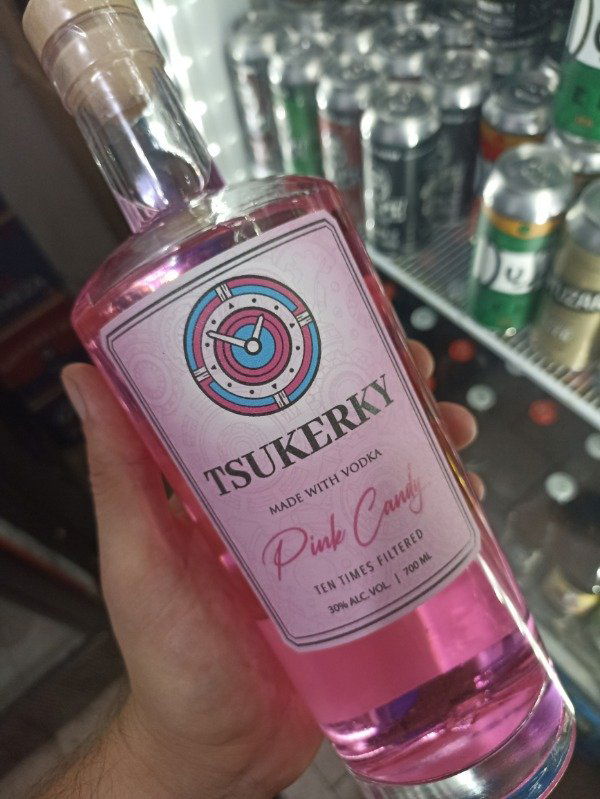 TSUKERKY
MADE WITH VODKA
Pink Candy
TEN TIMES FILTERED
30% ALC. VOL. | 700 ML